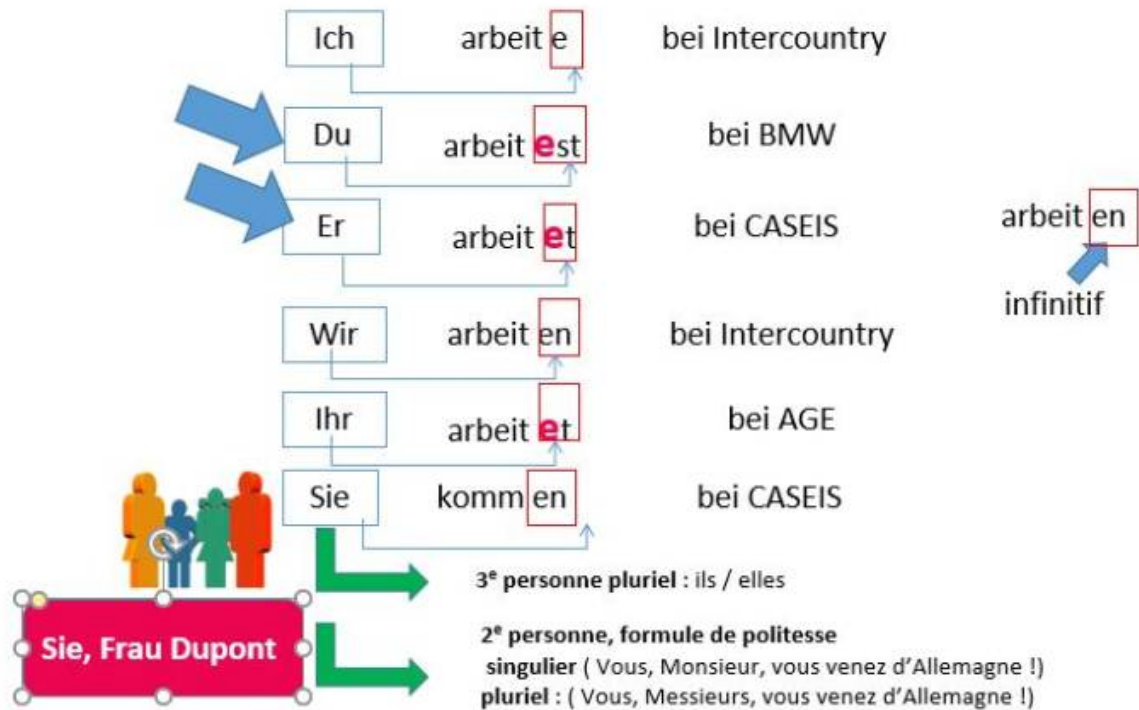 Ich arbeit e bei Intercountry
Du arbeit est bei BMW
Er arbeit et bei CASEIS
arbeit en
infinitif
Wir arbeit en bei Intercountry
Ihr arbeit et bei AGE
Sie komm en bei CASEIS
3e personne pluriel : ils / elles
Sie, Frau Dupont
2e personne, formule de politesse
singulier ( Vous, Monsieur, vous venez d'Allemagne !)
pluriel : ( Vous, Messieurs, vous venez d'Allemagne !)